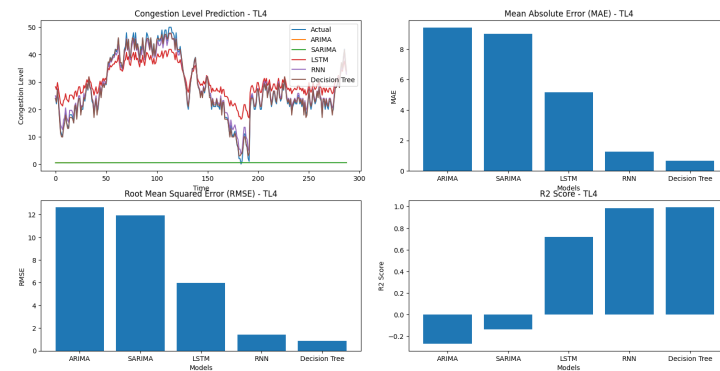 Congestion Level Prediction - TL4
Congestion Level
50
40
30
20
10
0
0
50
100
150
200
250
300
Time
Actual
ARIMA
SARIMA
LSTM
RNN
Decision Tree
Mean Absolute Error (MAE) - TL4
MAE
8
6
4
2
0
ARIMA
SARIMA
LSTM
RNN
Decision Tree
Models
Root Mean Squared Error (RMSE) - TL4
RMSE
12
10
8
6
4
2
0
ARIMA
SARIMA
LSTM
RNN
Decision Tree
Models
R2 Score - TL4
R2 Score
1.0
0.8
0.6
0.4
0.2
0.0
−0.2
ARIMA
SARIMA
LSTM
RNN
Decision Tree
Models